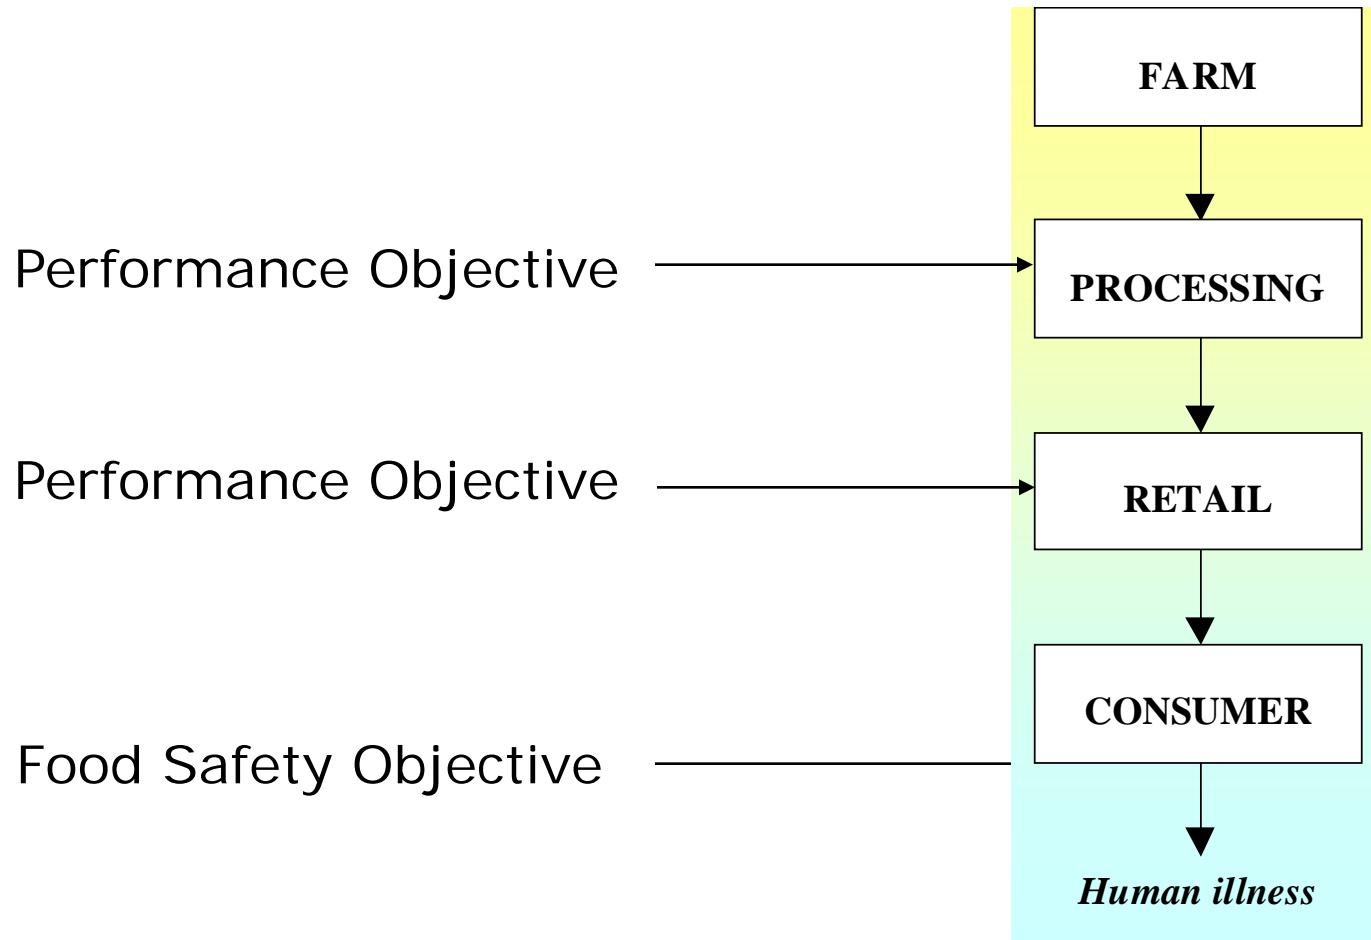 FARM
Performance Objective
PROCESSING
Performance Objective
RETAIL
CONSUMER
Food Safety Objective
Human illness